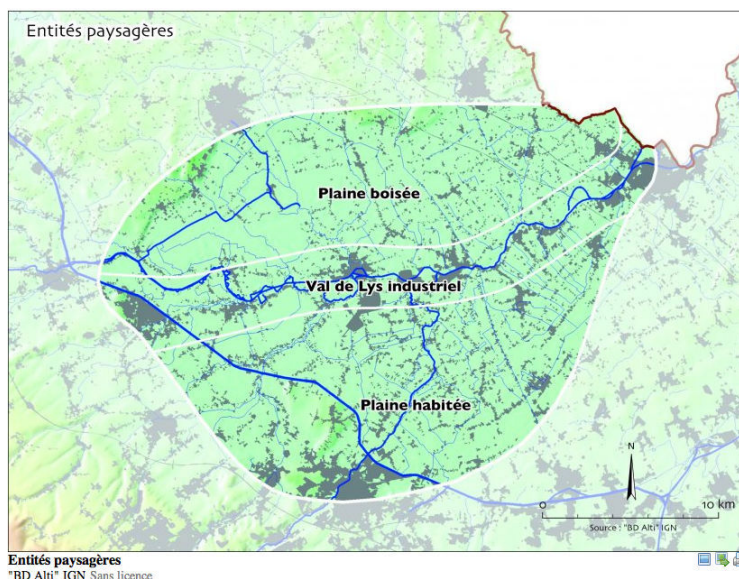 Entités paysagères
Plaine boisée
Val de Lys industriel
Plaine habitée
N
0
10 km
Source : "BD Alti" IGN
Entités paysagères
"BD Alti" IGN Sans licence